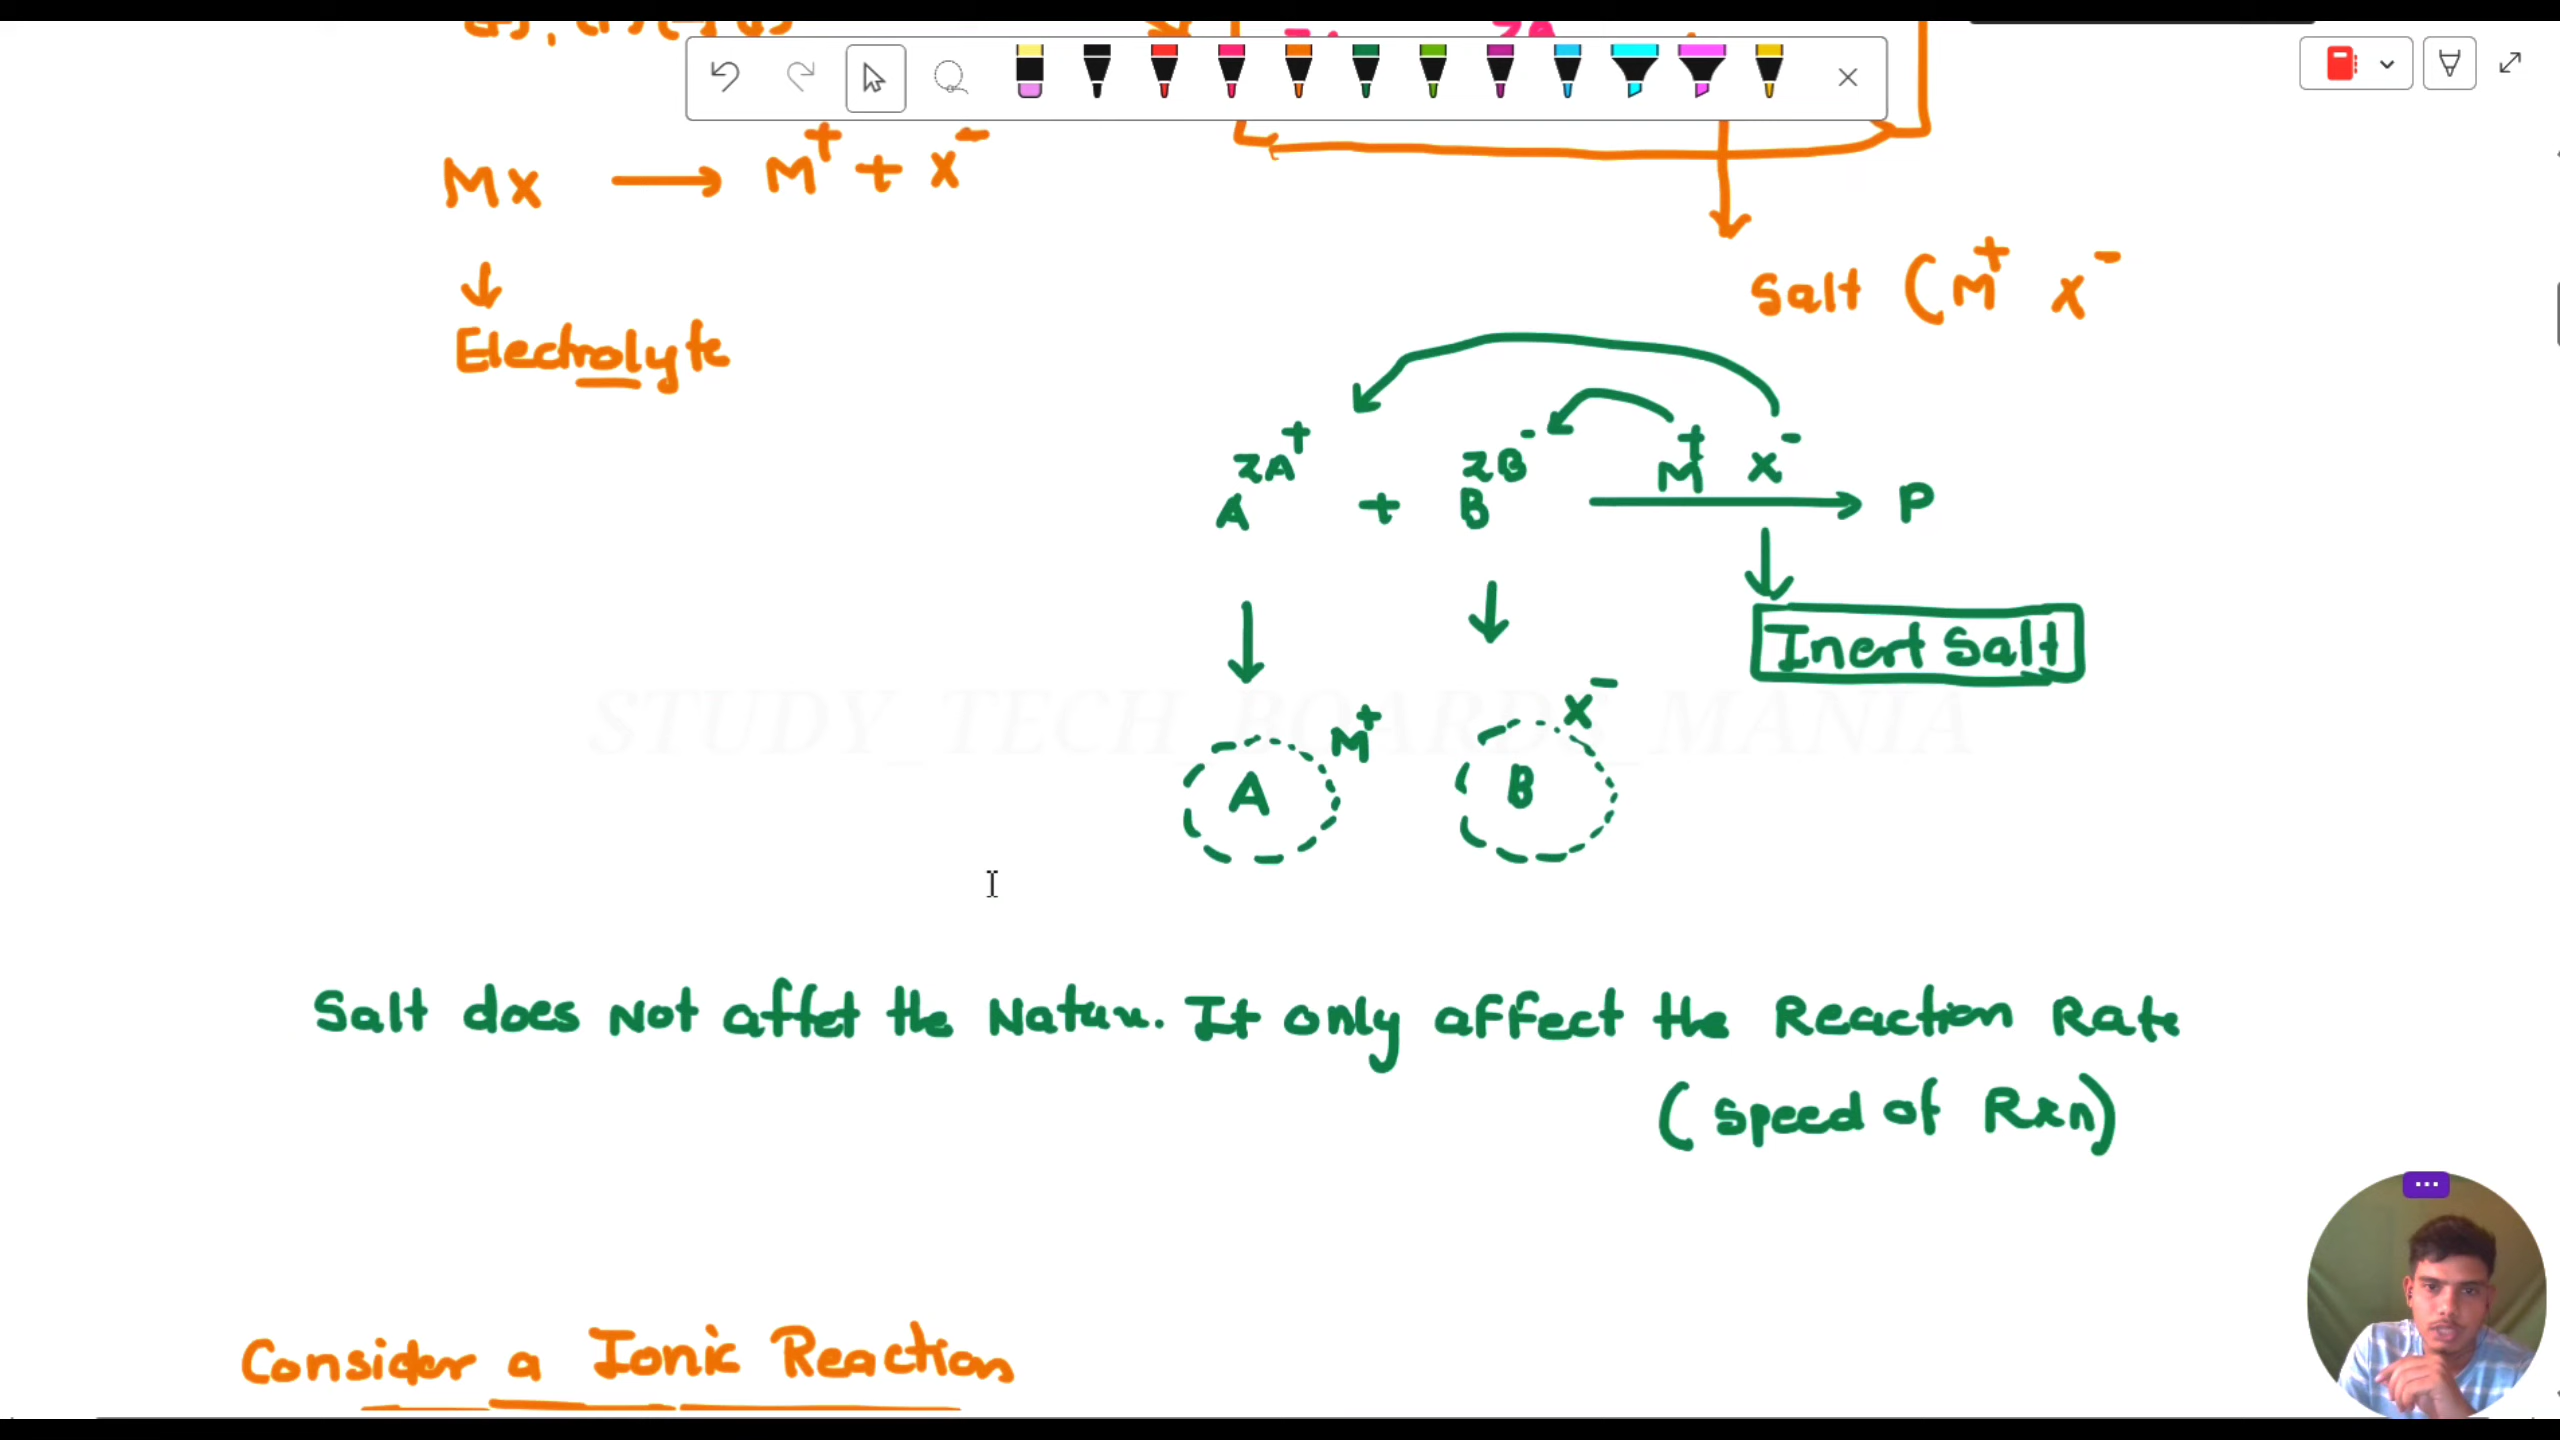 MX → M⁺ + X⁻
Salt (M⁺ X⁻
↓
Electrolyte
A^zA⁺ + B^zB⁻ —M⁺ X⁻→ P
Inert Salt
M⁺ X⁻
A B
STUDY_TECH_BOARDS_MANIA
Salt does Not affet the Natur. It only affect the Reaction Rate
(Speed of Rxn)
Consider a Ionic Reaction